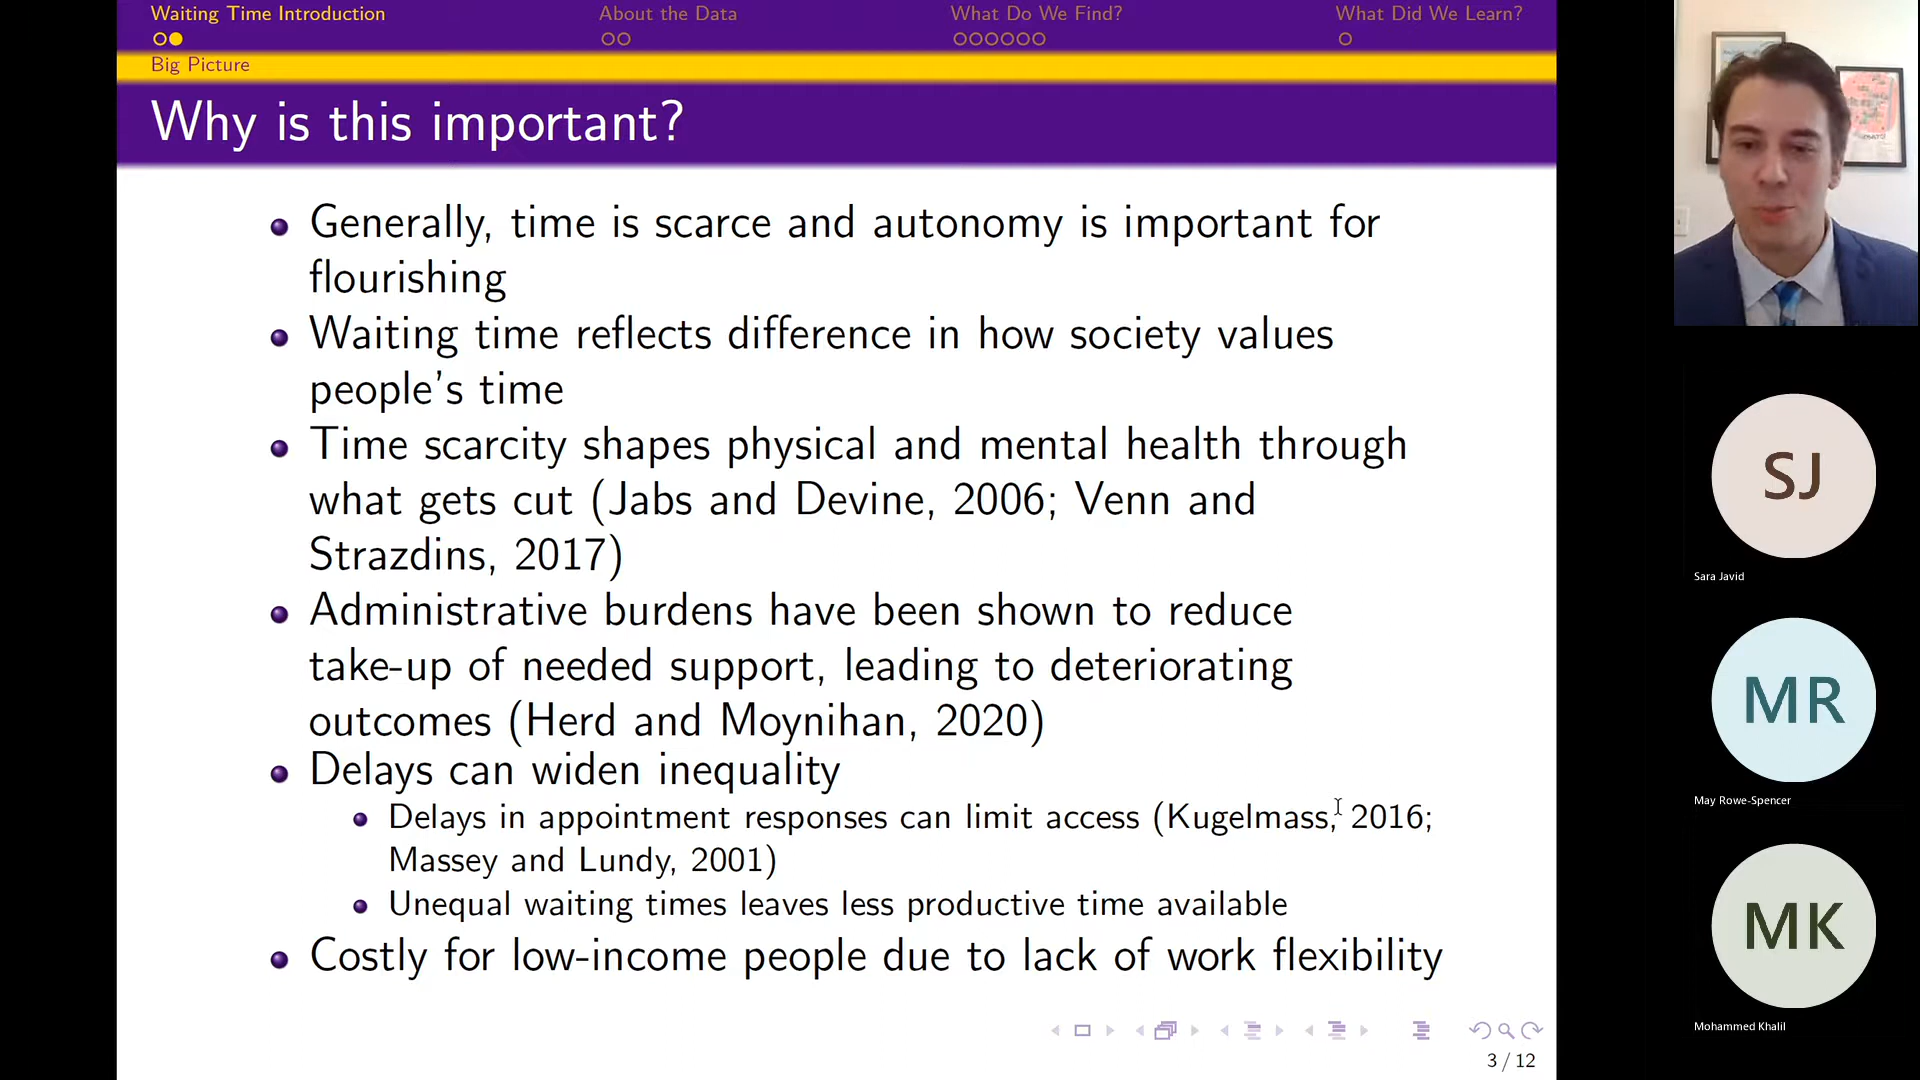 Waiting Time Introduction
About the Data
What Do We Find?
What Did We Learn?
Big Picture
Why is this important?
Generally, time is scarce and autonomy is important for
flourishing
Waiting time reflects difference in how society values
people's time
Time scarcity shapes physical and mental health through
what gets cut (Jabs and Devine, 2006; Venn and
Strazdins, 2017)
Administrative burdens have been shown to reduce
take-up of needed support, leading to deteriorating
outcomes (Herd and Moynihan, 2020)
Delays can widen inequality
Delays in appointment responses can limit access (Kugelmass, 2016;
Massey and Lundy, 2001)
Unequal waiting times leaves less productive time available
Costly for low-income people due to lack of work flexibility
3 / 12
SJ
Sara Javid
MR
May Rowe-Spencer
MK
Mohammed Khalil